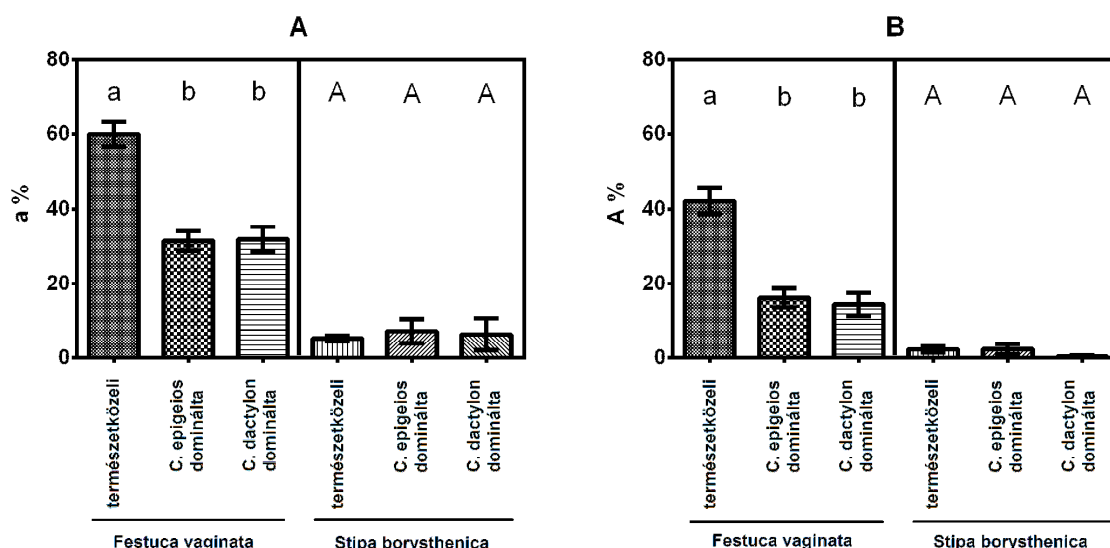 A
80
60
40
20
0
a %
a b b A A A
természetközeli
C. epigeios
dominálta
C. dactylon
dominálta
természetközeli
C. epigeios
dominálta
C. dactylon
dominálta
Festuca vaginata
Stipa borysthenica
B
80
60
40
20
0
A %
a b b A A A
természetközeli
C. epigeios
dominálta
C. dactylon
dominálta
természetközeli
C. epigeios
dominálta
C. dactylon
dominálta
Festuca vaginata
Stipa borysthenica